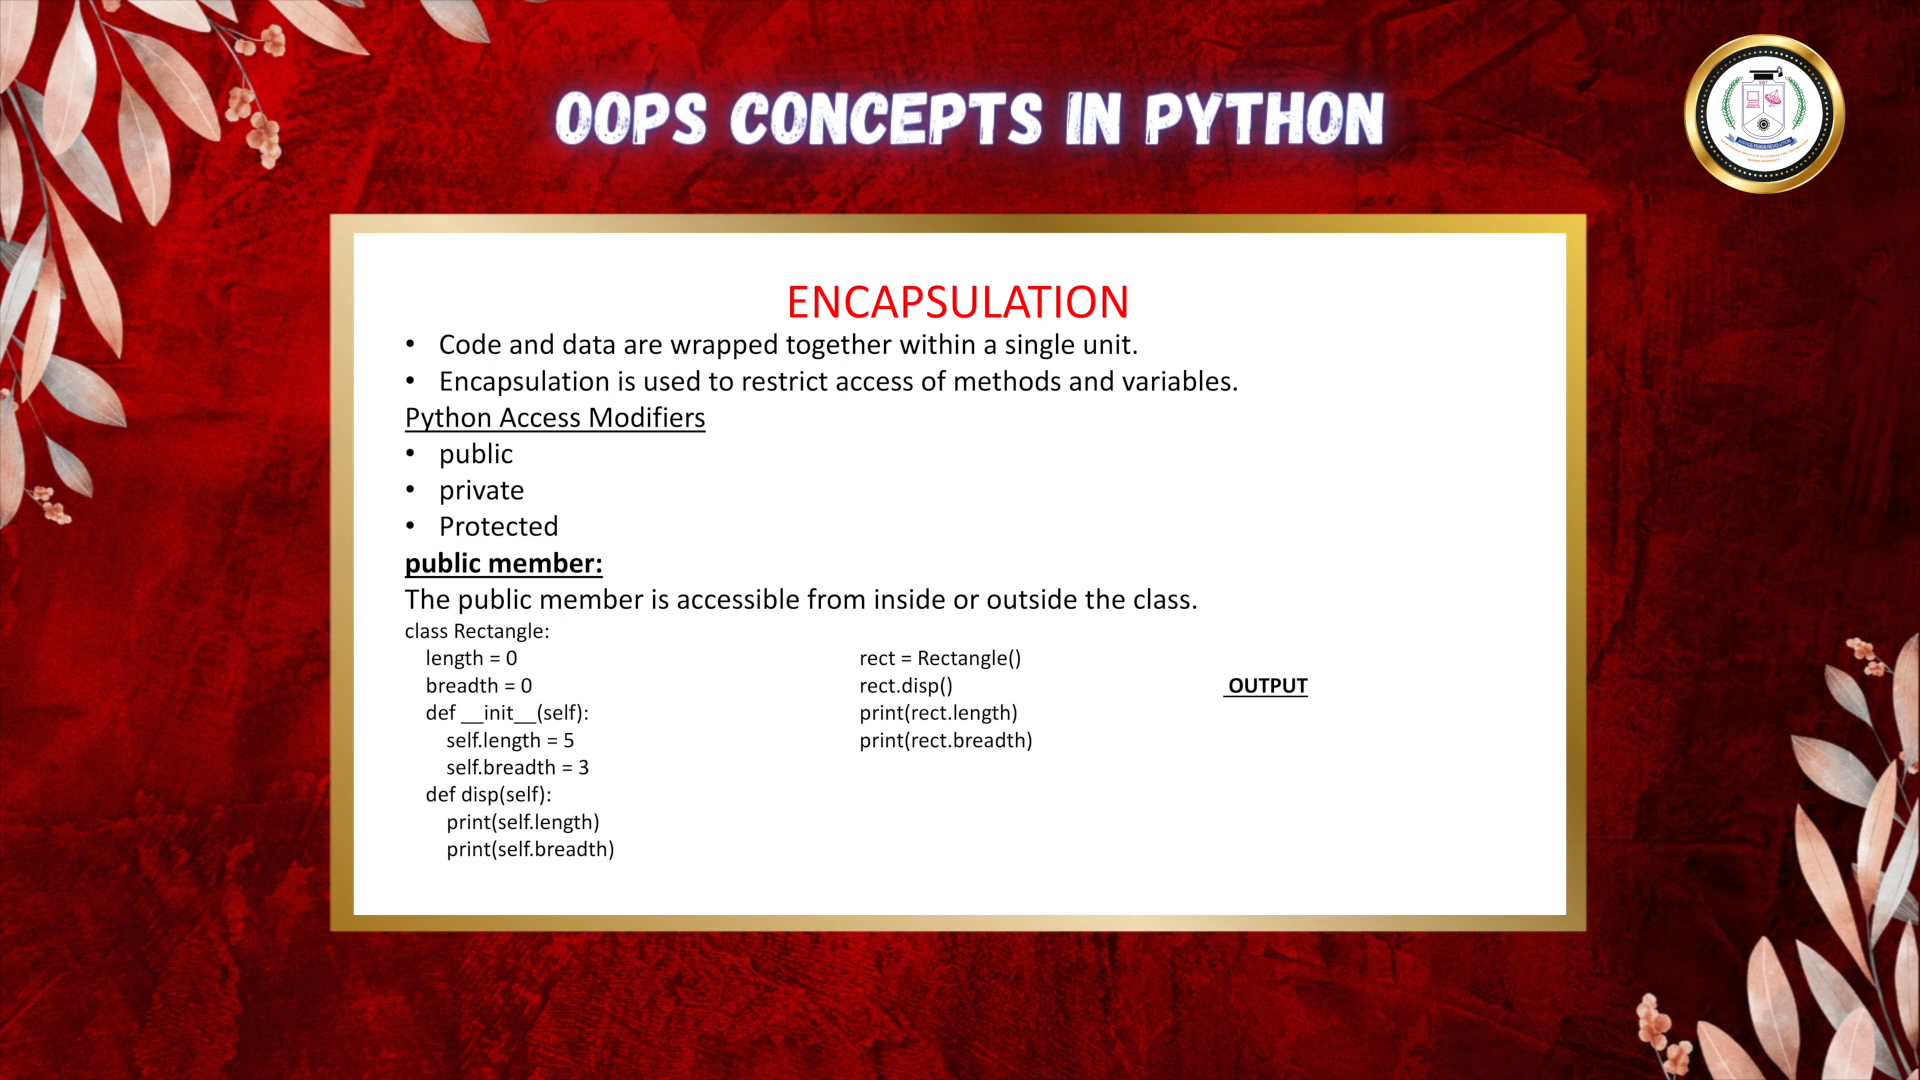 OOPS CONCEPTS IN PYTHON
ENCAPSULATION
• Code and data are wrapped together within a single unit.
• Encapsulation is used to restrict access of methods and variables.
Python Access Modifiers
• public
• private
• Protected
public member:
The public member is accessible from inside or outside the class.
class Rectangle:
length = 0
breadth = 0
def __init__(self):
self.length = 5
self.breadth = 3
def disp(self):
print(self.length)
print(self.breadth)
rect = Rectangle()
rect.disp()
print(rect.length)
print(rect.breadth)
OUTPUT